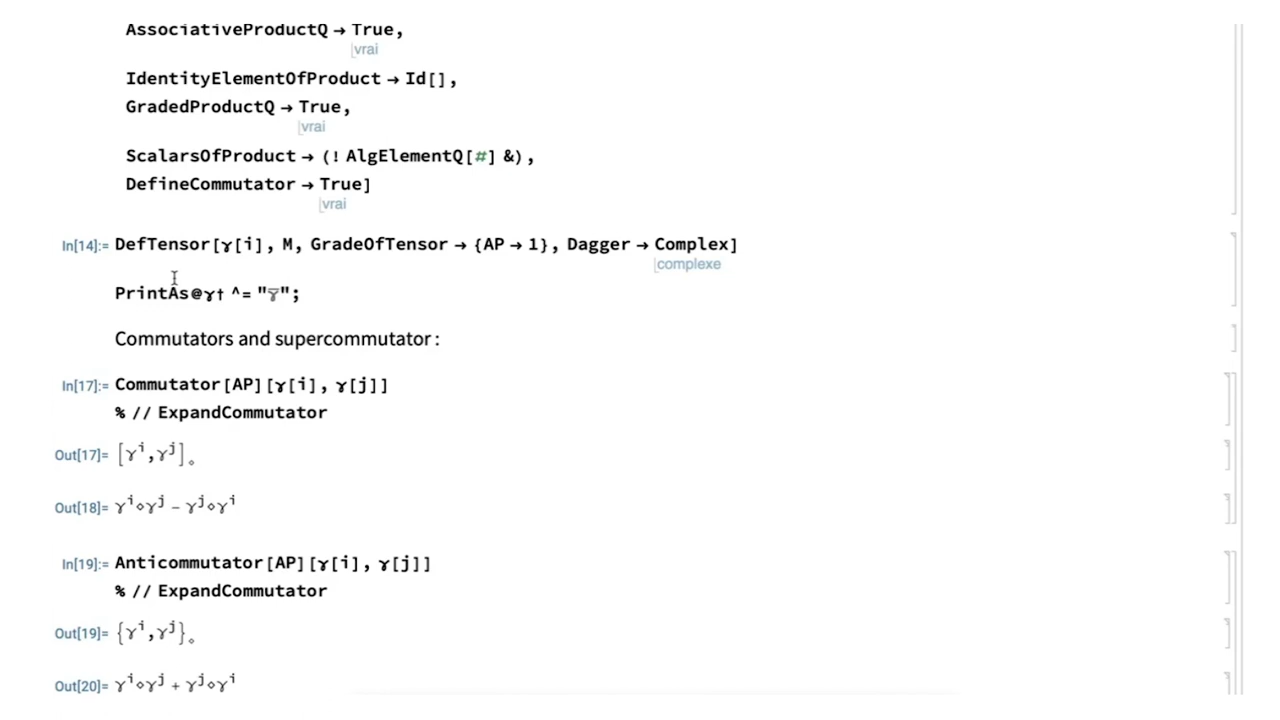 AssociativeProductQ → True,
vrai
IdentityElementOfProduct → Id[],
GradedProductQ → True,
vrai
ScalarsOfProduct → (! AlgElementQ[#] &),
DefineCommutator → True]
vrai
In[14]:= DefTensor[γ[i], M, GradeOfTensor → {AP → 1}, Dagger → Complex]
complexe
PrintAs@γ† ^= "γ̅";
Commutators and supercommutator:
In[17]:= Commutator[AP][γ[i], γ[j]]
% // ExpandCommutator
Out[17]= [γⁱ,γʲ]⋄
Out[18]= γⁱ⋄γʲ - γʲ⋄γⁱ
In[19]:= Anticommutator[AP][γ[i], γ[j]]
% // ExpandCommutator
Out[19]= {γⁱ,γʲ}⋄
Out[20]= γⁱ⋄γʲ + γʲ⋄γⁱ